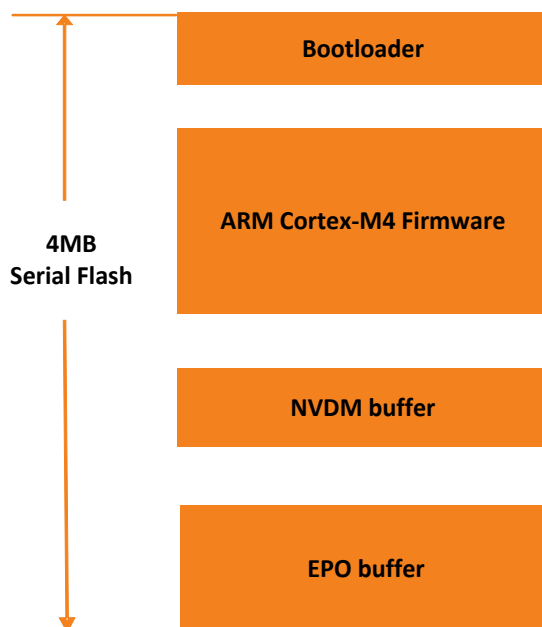 Bootloader
ARM Cortex-M4 Firmware
4MB
Serial Flash
NVDM buffer
EPO buffer